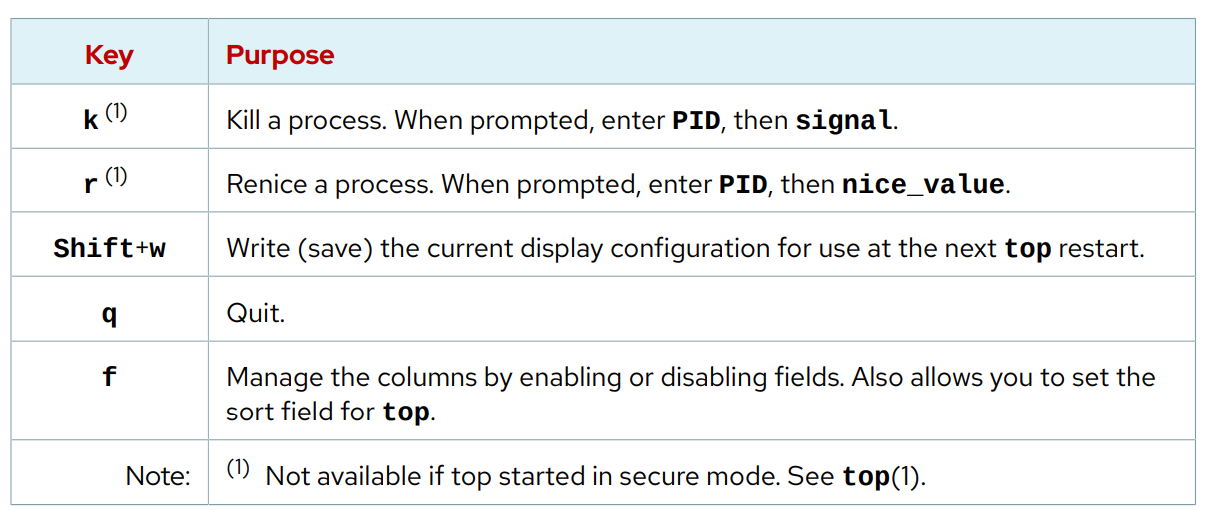 Key Purpose
k (1) Kill a process. When prompted, enter PID, then signal.
r (1) Renice a process. When prompted, enter PID, then nice_value.
Shift+w Write (save) the current display configuration for use at the next top restart.
q Quit.
f Manage the columns by enabling or disabling fields. Also allows you to set the
sort field for top.
Note: (1) Not available if top started in secure mode. See top(1).